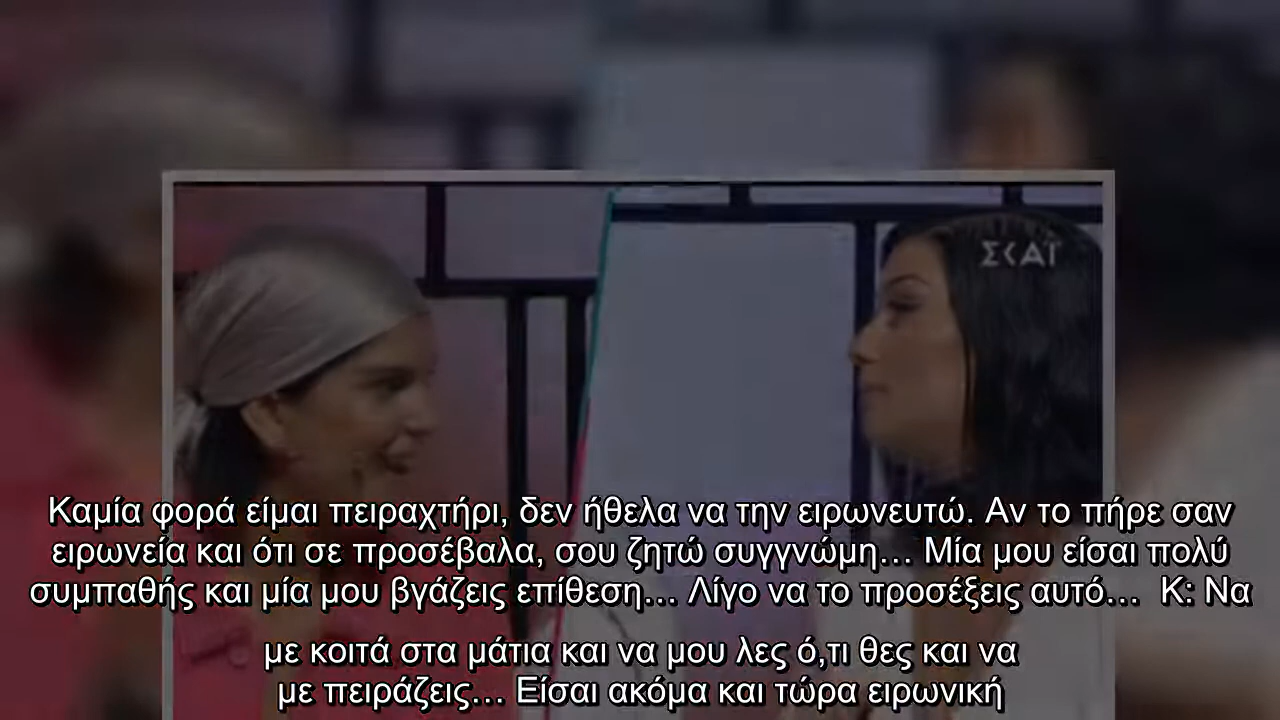 ΣΚΑΪ
Καμία φορά είμαι πειραχτήρι, δεν ήθελα να την ειρωνευτώ. Αν το πήρε σαν
ειρωνεία και ότι σε προσέβαλα, σου ζητώ συγγνώμη… Μία μου είσαι πολύ
συμπαθής και μία μου βγάζεις επίθεση… Λίγο να το προσέξεις αυτό… Κ: Να
με κοιτά στα μάτια και να μου λες ό,τι θες και να
με πειράζεις… Είσαι ακόμα και τώρα ειρωνική